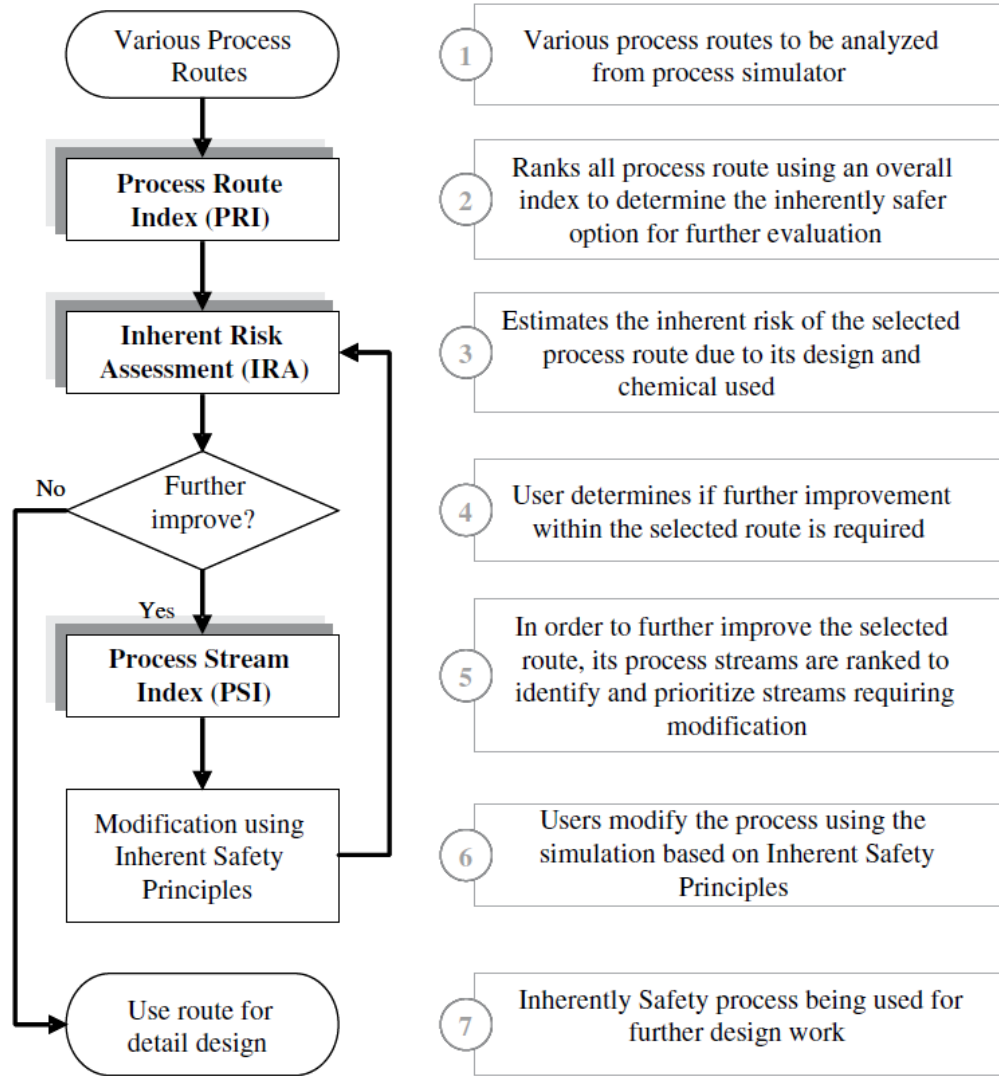 Various Process
Routes
1
Various process routes to be analyzed
from process simulator
Process Route
Index (PRI)
2
Ranks all process route using an overall
index to determine the inherently safer
option for further evaluation
Inherent Risk
Assessment (IRA)
3
Estimates the inherent risk of the selected
process route due to its design and
chemical used
No
Further
improve?
4
User determines if further improvement
within the selected route is required
Yes
Process Stream
Index (PSI)
5
In order to further improve the selected
route, its process streams are ranked to
identify and prioritize streams requiring
modification
Modification using
Inherent Safety
Principles
6
Users modify the process using the
simulation based on Inherent Safety
Principles
Use route for
detail design
7
Inherently Safety process being used for
further design work